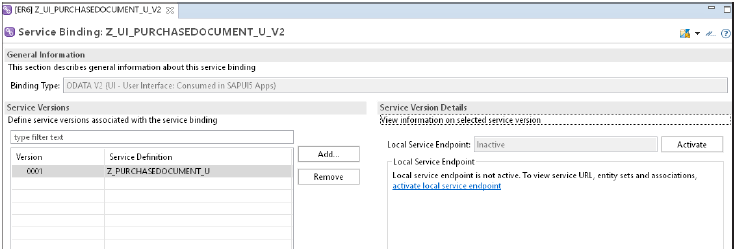 [ER6] Z_UI_PURCHASEDOCUMENT_U_V2
Service Binding: Z_UI_PURCHASEDOCUMENT_U_V2
General Information
This section describes general information about this service binding
Binding Type: ODATA V2 (UI - User Interface: Consumed in SAPUI5 Apps)
Service Versions
Define service versions associated with the service binding
type filter text
Version Service Definition
0001 Z_PURCHASEDOCUMENT_U
Add...
Remove
Service Version Details
View information on selected service version
Local Service Endpoint: Inactive Activate
Local Service Endpoint
Local service endpoint is not active. To view service URL, entity sets and associations,
activate local service endpoint